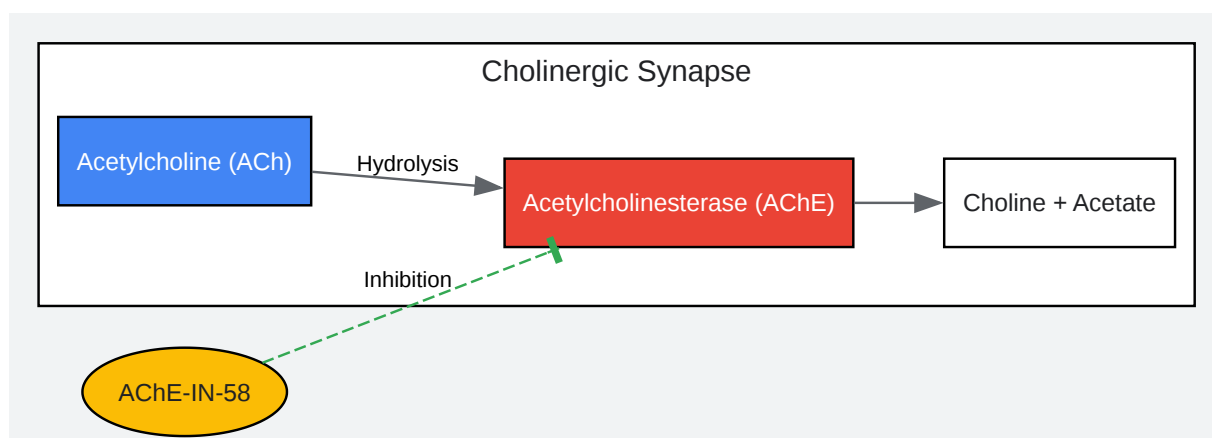 Cholinergic Synapse
Acetylcholine (ACh)
Hydrolysis
Acetylcholinesterase (AChE)
Choline + Acetate
Inhibition
AChE-IN-58